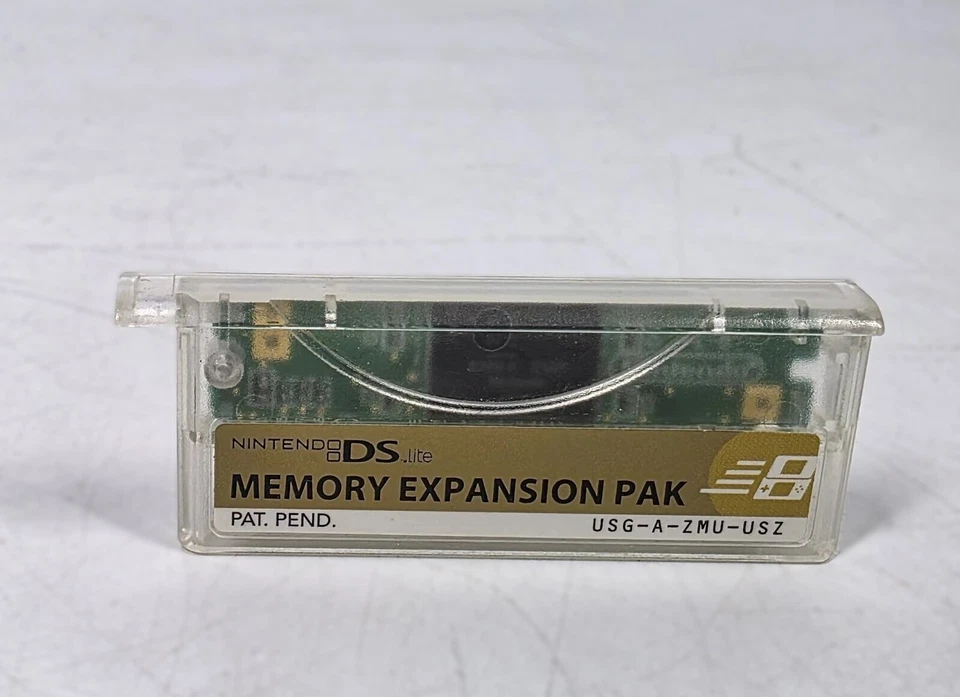 NINTENDO DS Lite
MEMORY EXPANSION PAK
PAT. PEND.
USG-A-ZMU-USZ